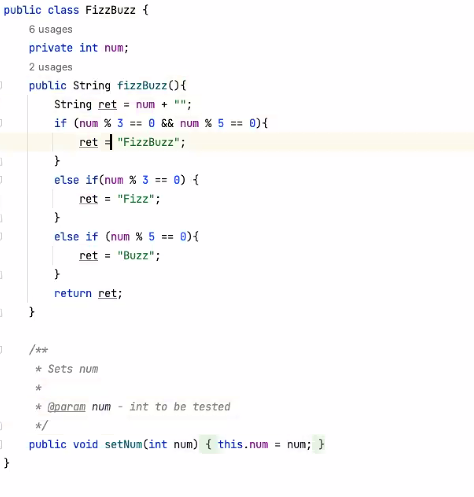 public class FizzBuzz {
6 usages
private int num;
2 usages
public String fizzBuzz(){
String ret = num + "";
if (num % 3 == 0 && num % 5 == 0){
ret = "FizzBuzz";
}
else if(num % 3 == 0) {
ret = "Fizz";
}
else if (num % 5 == 0){
ret = "Buzz";
}
return ret;
}
/**
* Sets num
*
* @param num - int to be tested
*/
public void setNum(int num) { this.num = num; }
}